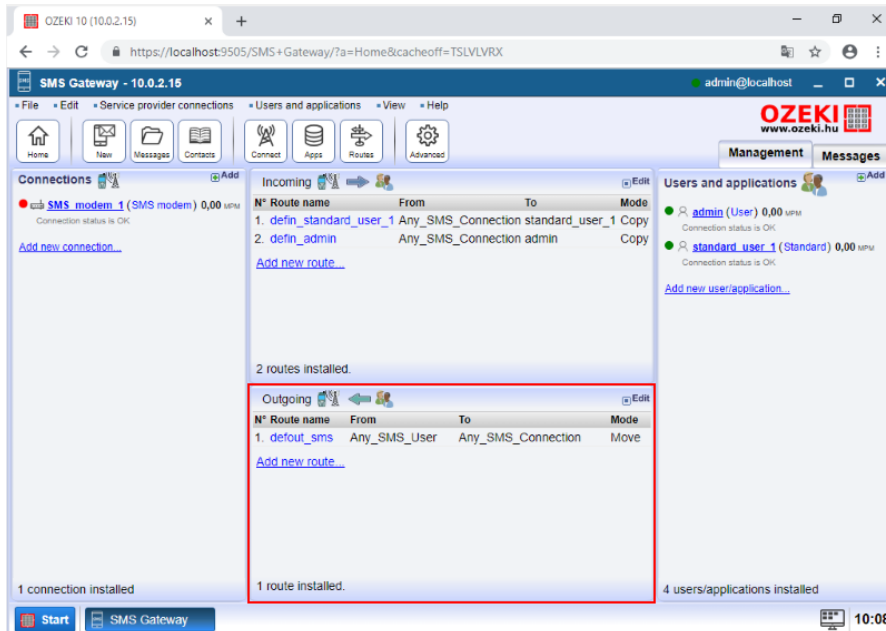 OZEKI 10 (10.0.2.15)
https://localhost:9505/SMS+Gateway/?a=Home&cacheoff=TSLVLVRX
SMS Gateway - 10.0.2.15
admin@localhost
File Edit Service provider connections Users and applications View Help
Home New Messages Contacts Connect Apps Routes Advanced
OZEKI
www.ozeki.hu
Management Messages
Connections Add
SMS_modem_1 (SMS modem) 0,00 MPM
Connection status is OK
Add new connection...
1 connection installed
Incoming Edit
N° Route name From To Mode
1. defin_standard_user_1 Any_SMS_Connection standard_user_1 Copy
2. defin_admin Any_SMS_Connection admin Copy
Add new route...
2 routes installed.
Outgoing Edit
N° Route name From To Mode
1. defout_sms Any_SMS_User Any_SMS_Connection Move
Add new route...
1 route installed.
Users and applications Add
admin (User) 0,00 MPM
Connection status is OK
standard_user_1 (Standard) 0,00 MPM
Connection status is OK
Add new user/application...
4 users/applications installed
Start SMS Gateway 10:08